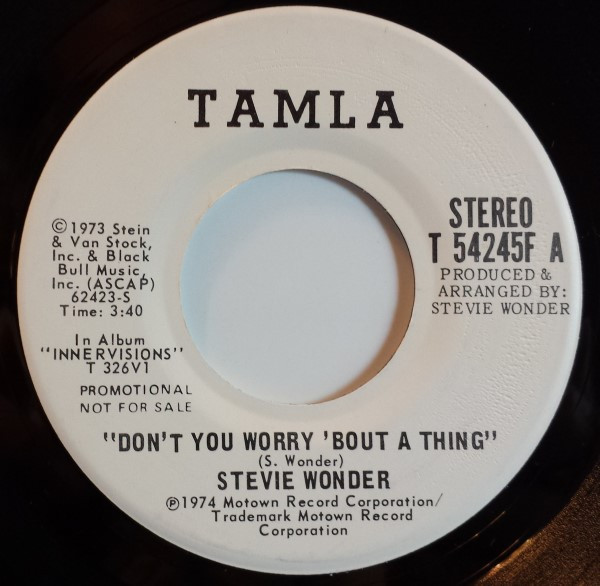 TAMLA
©1973 Stein
& Van Stock,
Inc. & Black
Bull Music,
Inc. (ASCAP)
62423-S
Time: 3:40
In Album
"INNERVISIONS"
T 326V1
PROMOTIONAL
NOT FOR SALE
STEREO
T 54245F A
PRODUCED &
ARRANGED BY:
STEVIE WONDER
"DON'T YOU WORRY 'BOUT A THING"
(S. Wonder)
STEVIE WONDER
℗1974 Motown Record Corporation/
Trademark Motown Record
Corporation